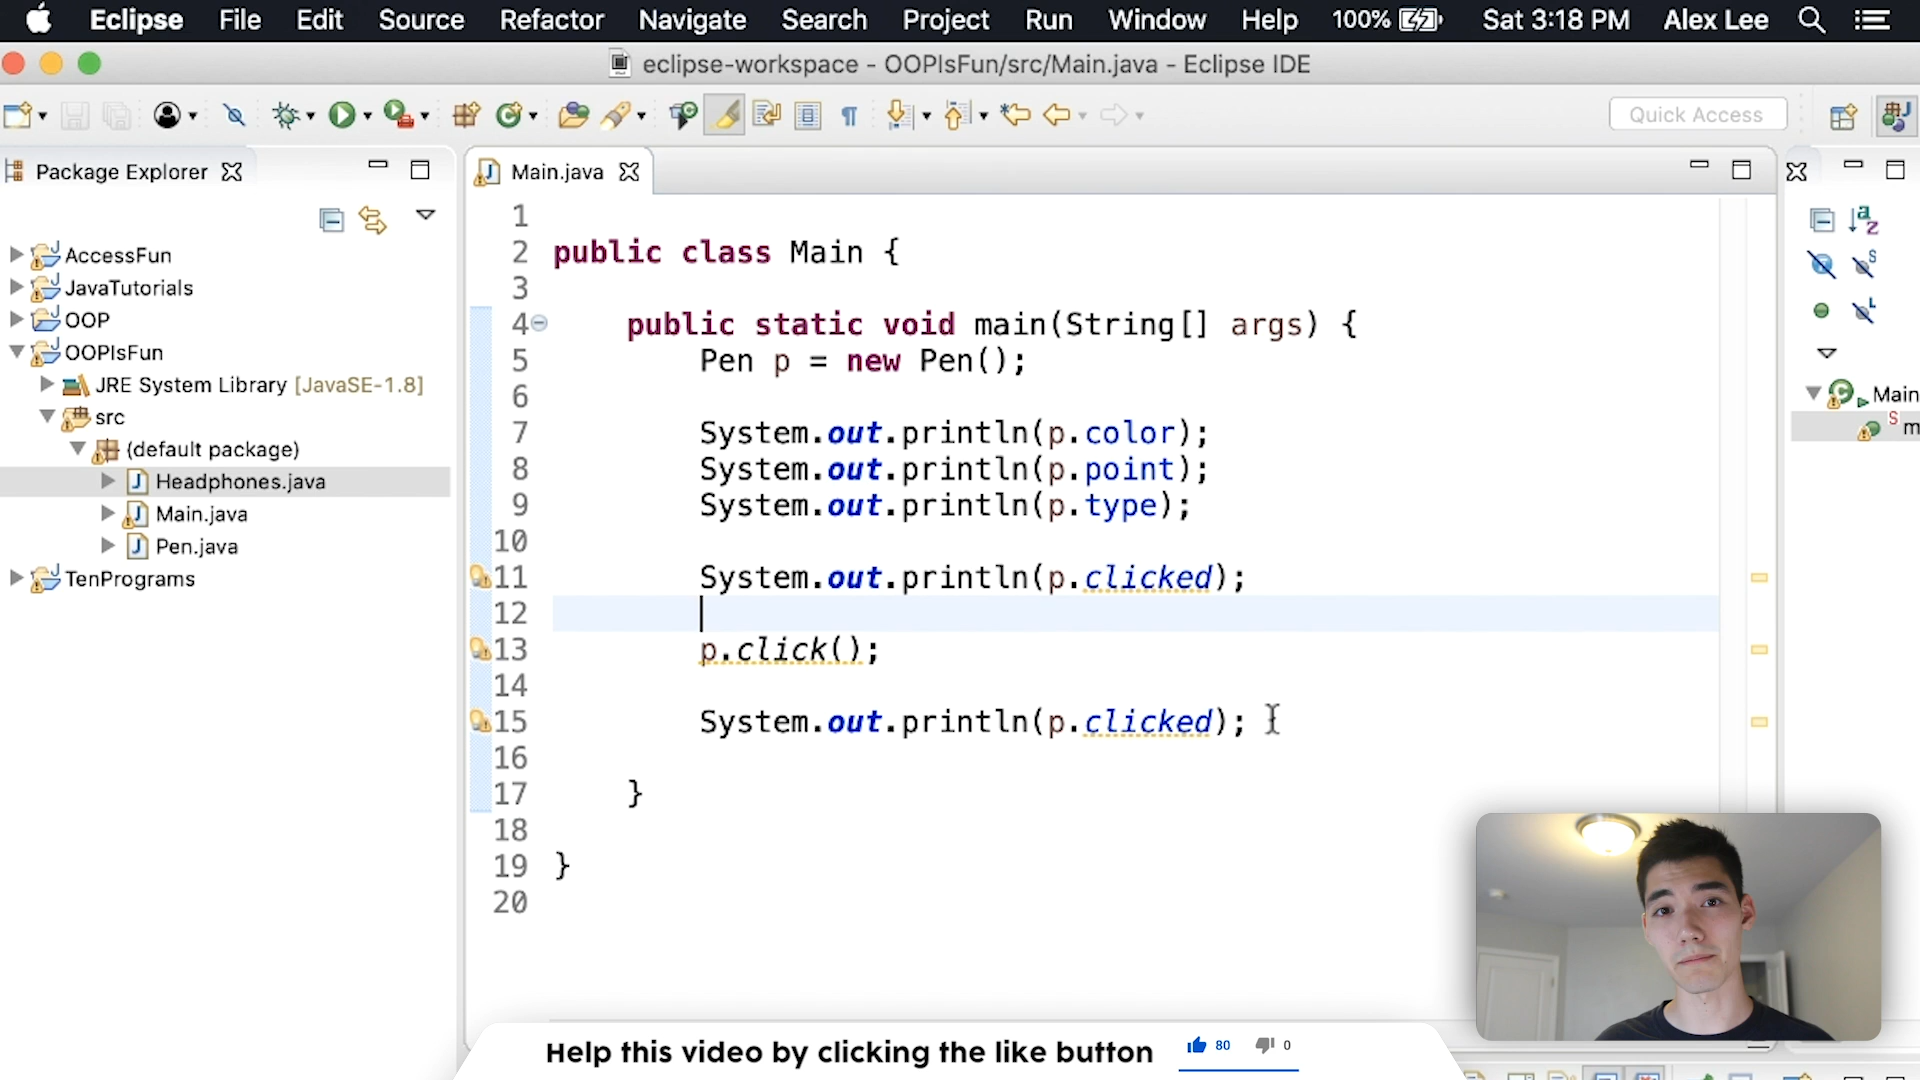 Eclipse File Edit Source Refactor Navigate Search Project Run Window Help 100% Sat 3:18 PM Alex Lee
eclipse-workspace - OOPIsFun/src/Main.java - Eclipse IDE
Quick Access
Package Explorer
AccessFun
JavaTutorials
OOP
OOPIsFun
JRE System Library [JavaSE-1.8]
src
(default package)
Headphones.java
Main.java
Pen.java
TenPrograms
Main.java
1
2 public class Main {
3
4 public static void main(String[] args) {
5 Pen p = new Pen();
6
7 System.out.println(p.color);
8 System.out.println(p.point);
9 System.out.println(p.type);
10
11 System.out.println(p.clicked);
12
13 p.click();
14
15 System.out.println(p.clicked);
16
17 }
18
19 }
20
Main
m
Help this video by clicking the like button 80 0